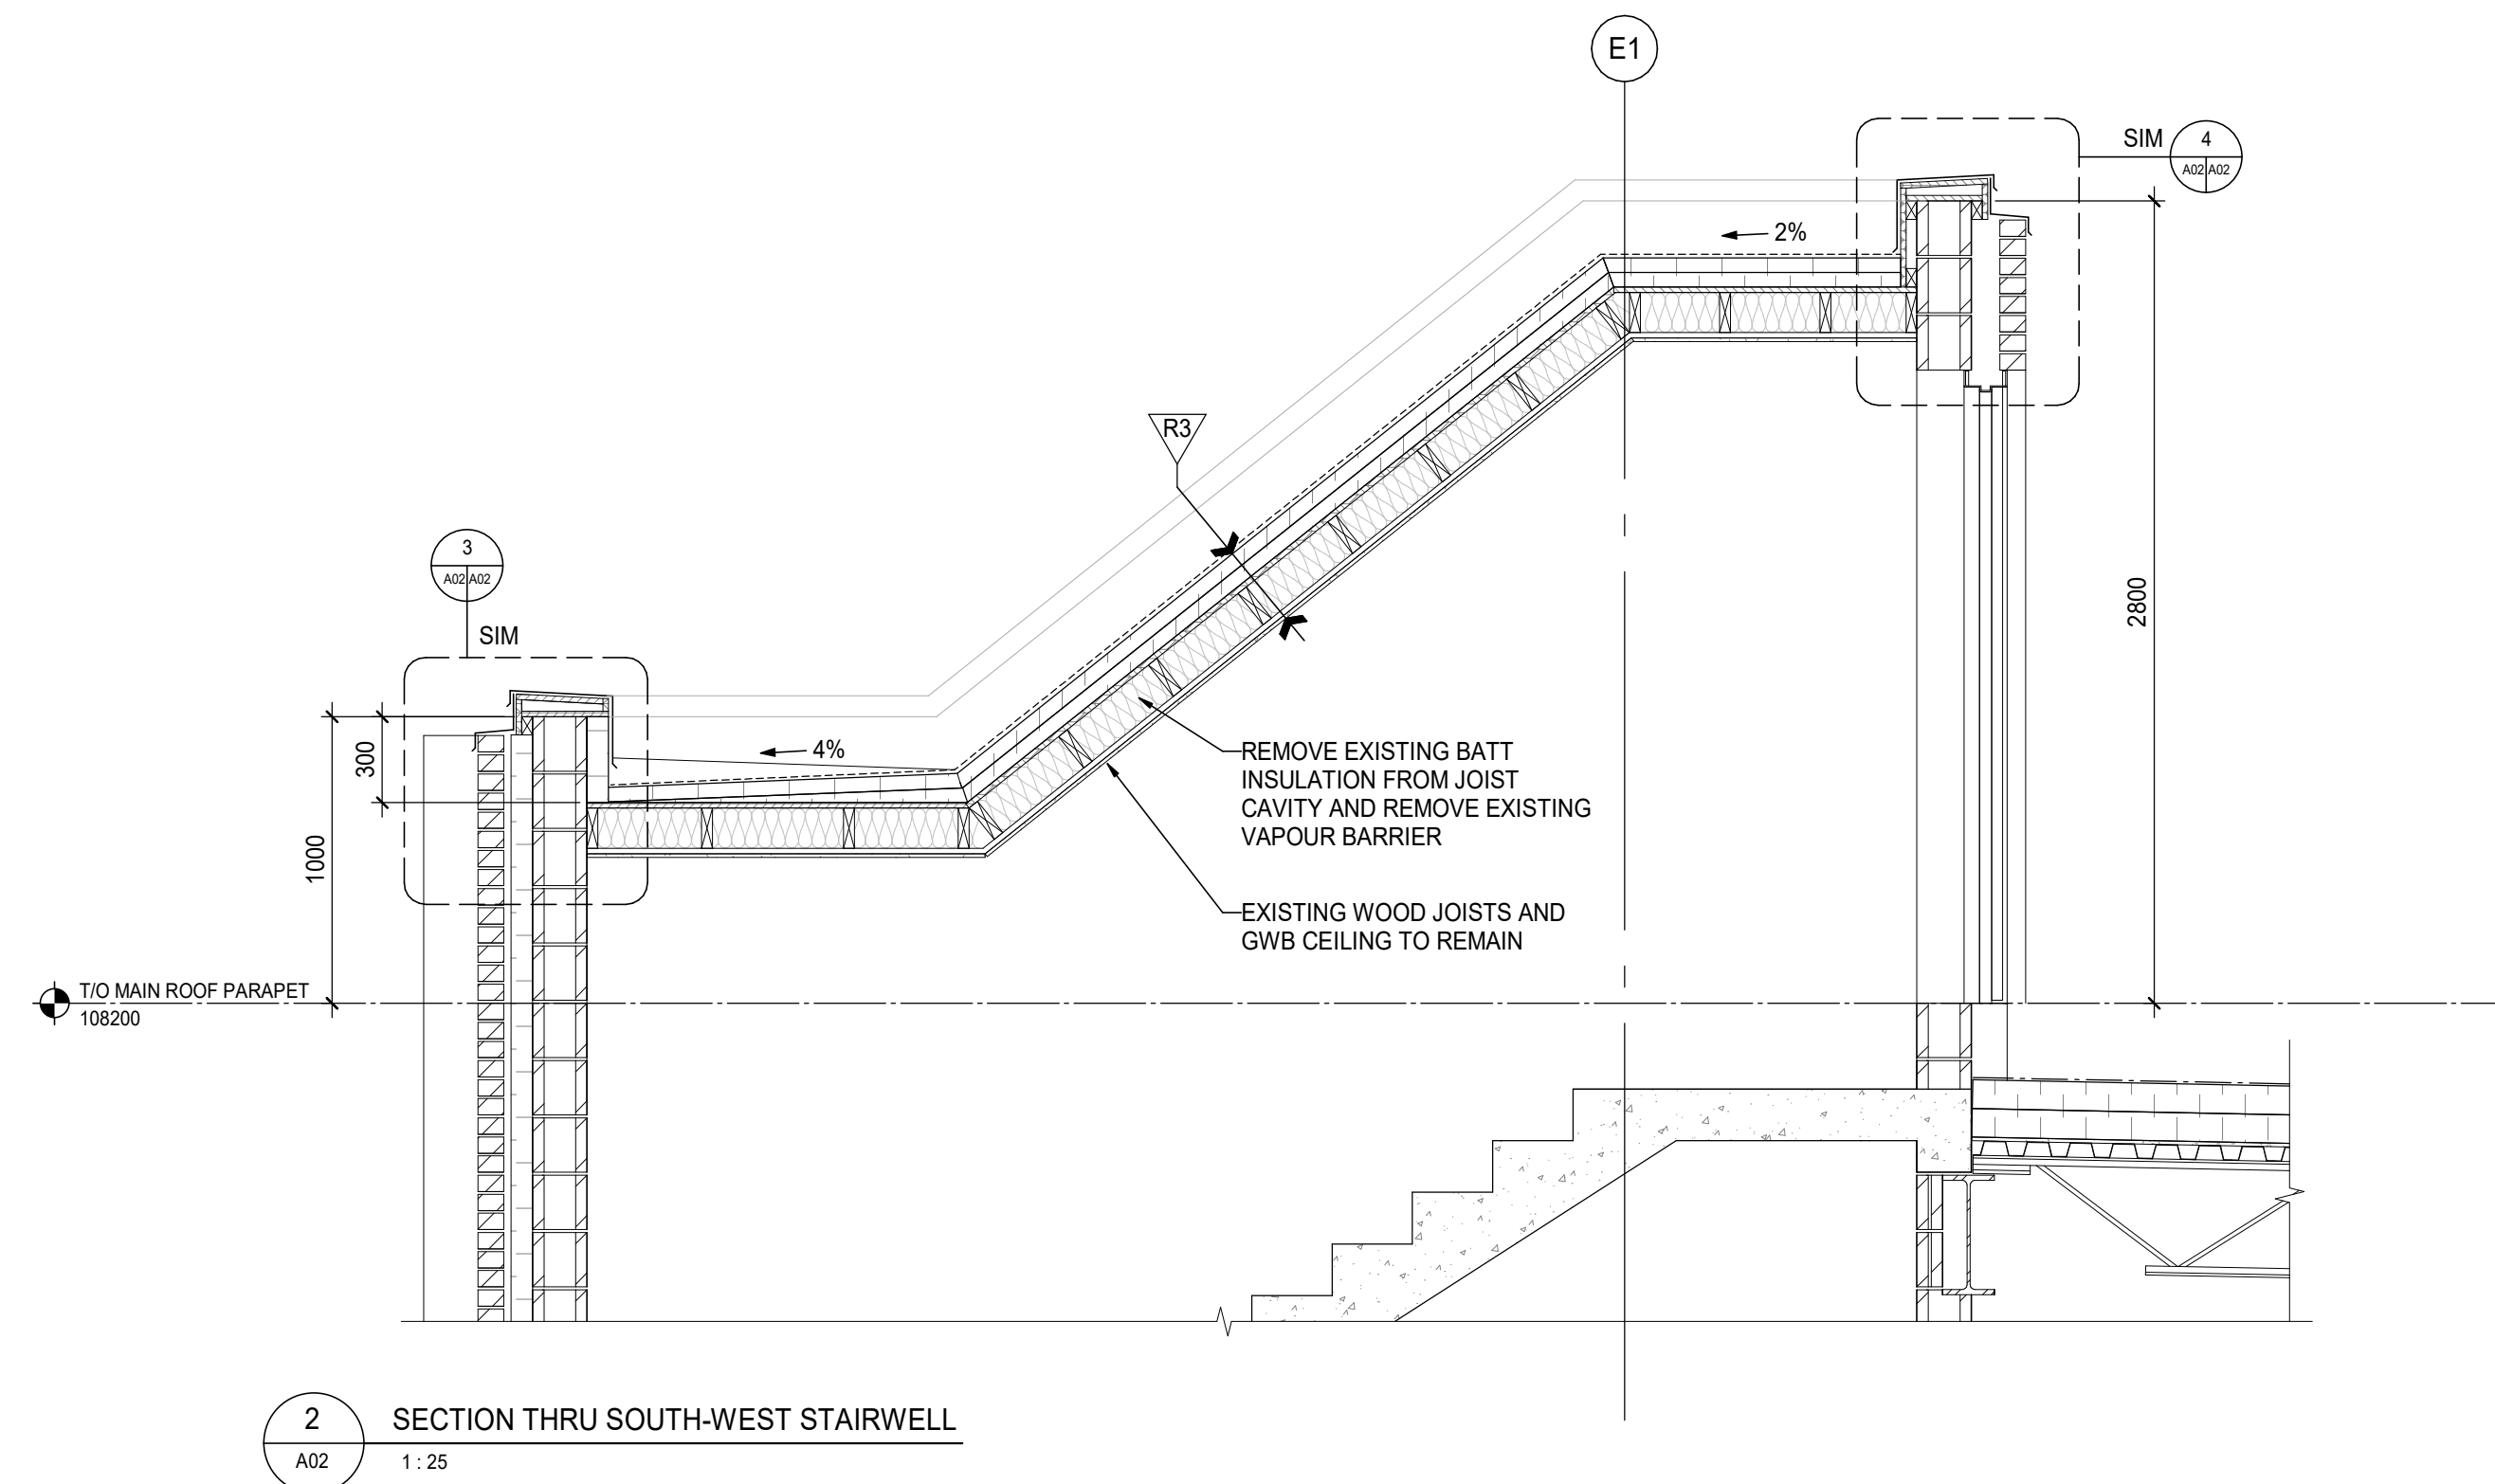 E1
SIM
4
A02 A02
2%
R3
3
A02 A02
SIM
2800
4%
300
1000
REMOVE EXISTING BATT
INSULATION FROM JOIST
CAVITY AND REMOVE EXISTING
VAPOUR BARRIER
EXISTING WOOD JOISTS AND
GWB CEILING TO REMAIN
T/O MAIN ROOF PARAPET
108200
2
A02
SECTION THRU SOUTH-WEST STAIRWELL
1 : 25